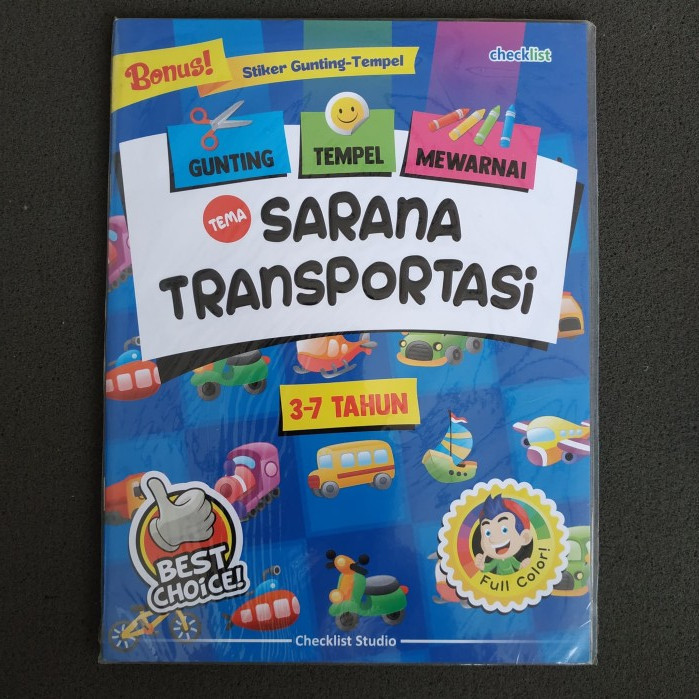 Bonus!
Stiker Gunting-Tempel
checklist
GUNTING
TEMPEL
MEWARNAI
TEMA
SARANA
TRANSPORTASI
3-7 TAHUN
BEST
CHOICE!
Full Color!
Checklist Studio